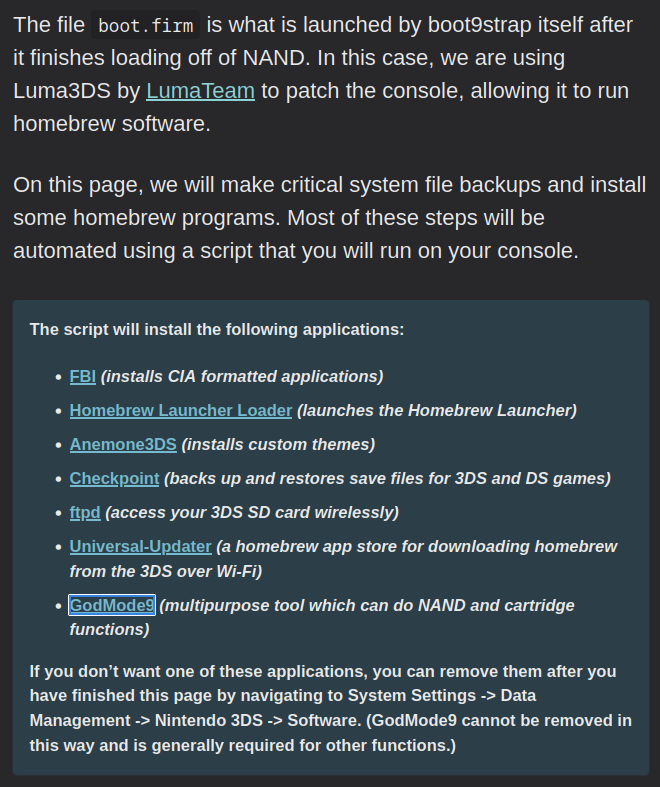 The file boot.firm is what is launched by boot9strap itself after
it finishes loading off of NAND. In this case, we are using
Luma3DS by LumaTeam to patch the console, allowing it to run
homebrew software.
On this page, we will make critical system file backups and install
some homebrew programs. Most of these steps will be
automated using a script that you will run on your console.
The script will install the following applications:
• FBI (installs CIA formatted applications)
• Homebrew Launcher Loader (launches the Homebrew Launcher)
• Anemone3DS (installs custom themes)
• Checkpoint (backs up and restores save files for 3DS and DS games)
• ftpd (access your 3DS SD card wirelessly)
• Universal-Updater (a homebrew app store for downloading homebrew
from the 3DS over Wi-Fi)
• GodMode9 (multipurpose tool which can do NAND and cartridge
functions)
If you don’t want one of these applications, you can remove them after you
have finished this page by navigating to System Settings -> Data
Management -> Nintendo 3DS -> Software. (GodMode9 cannot be removed in
this way and is generally required for other functions.)